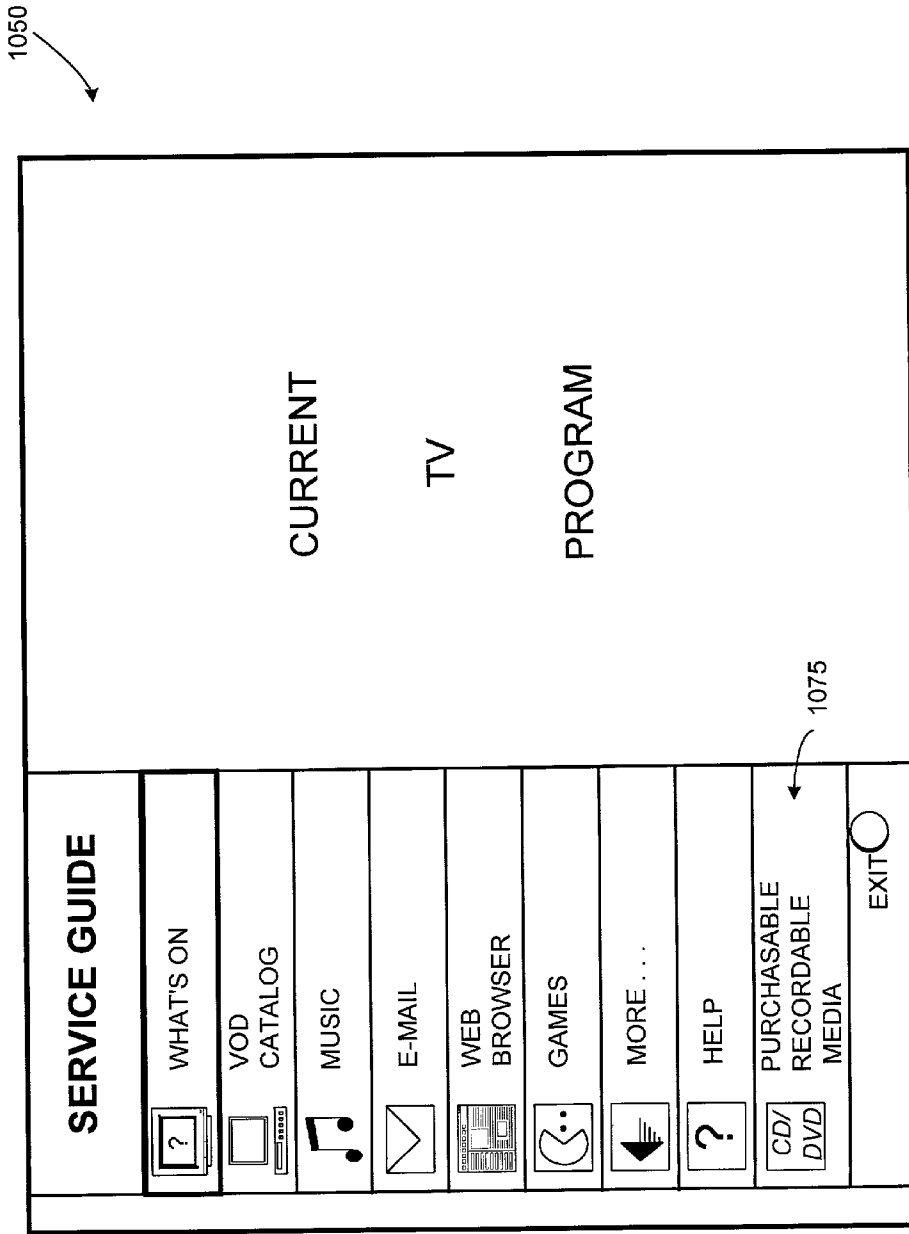 1050
SERVICE GUIDE
?
WHAT'S ON
VOD
CATALOG
MUSIC
E-MAIL
WEB
BROWSER
GAMES
MORE....
?
HELP
CD/
DVD
PURCHASABLE
RECORDABLE
MEDIA
1075
EXIT
CURRENT
TV
PROGRAM